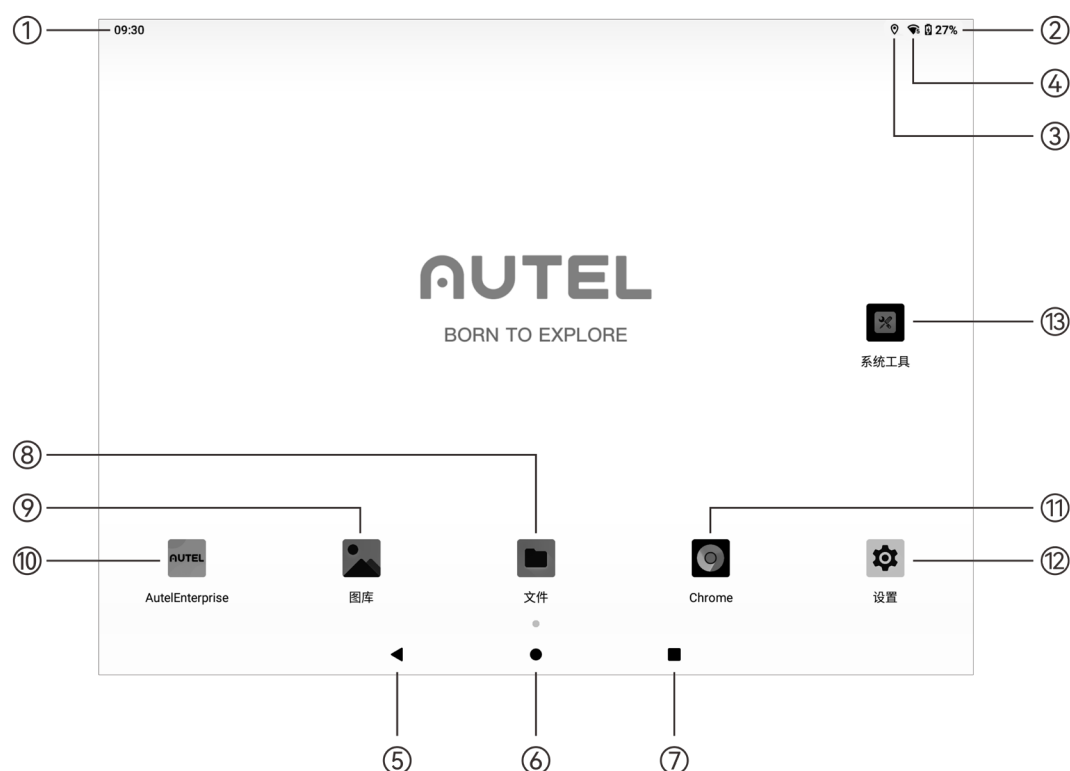 ①
09:30
27%
②
④
③
AUTEL
BORN TO EXPLORE
⑬
系统工具
⑧
⑨
⑪
⑩
AUTEL
⑫
AutelEnterprise
图库
文件
Chrome
设置
⑤
⑥
⑦